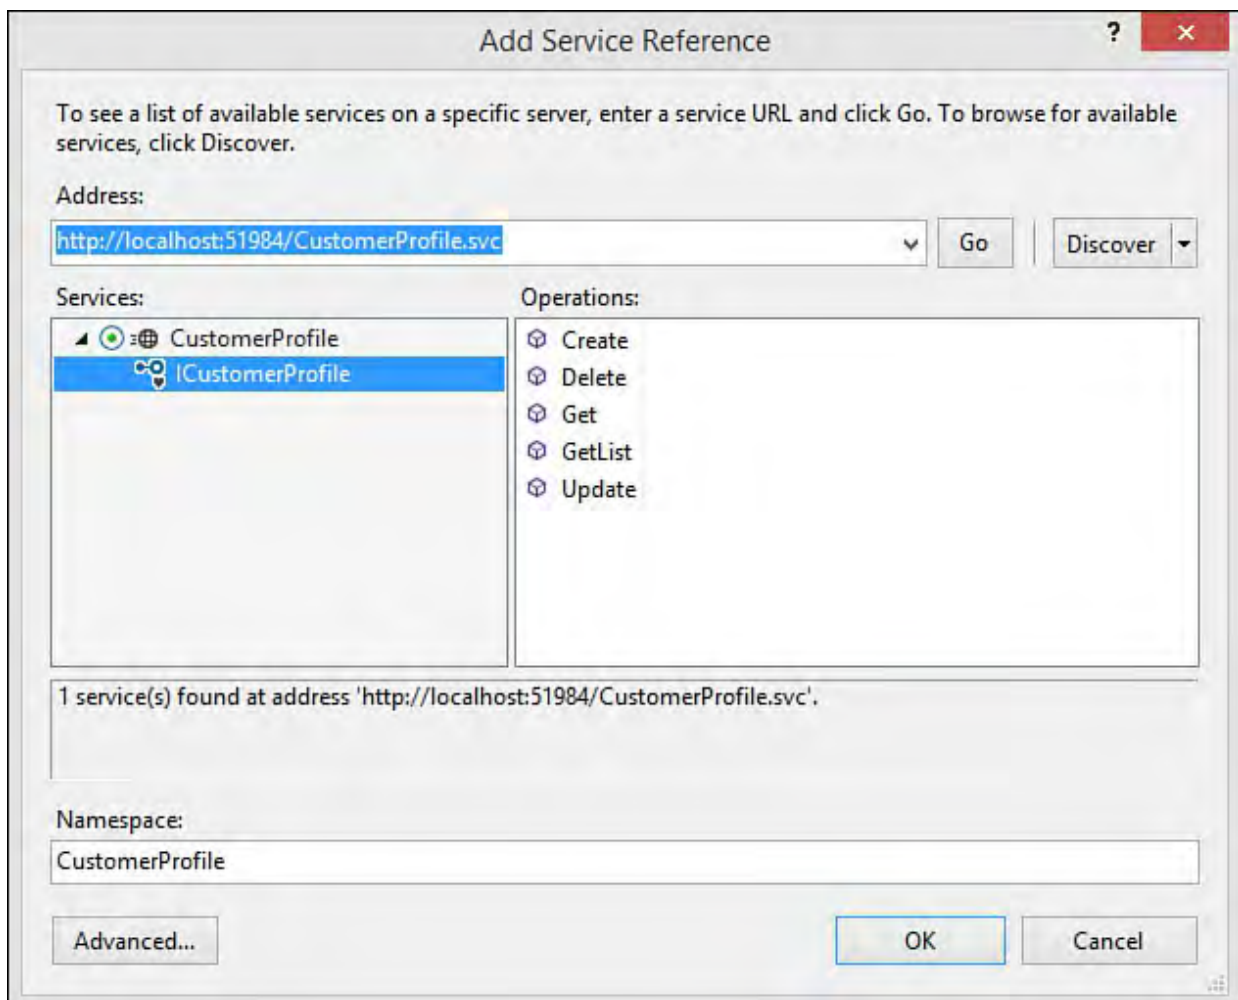 Add Service Reference
?
To see a list of available services on a specific server, enter a service URL and click Go. To browse for available
services, click Discover.
Address:
http://localhost:51984/CustomerProfile.svc
Go
Discover
Services:
Operations:
CustomerProfile
ICustomerProfile
Create
Delete
Get
GetList
Update
1 service(s) found at address 'http://localhost:51984/CustomerProfile.svc'.
Namespace:
CustomerProfile
Advanced...
OK
Cancel